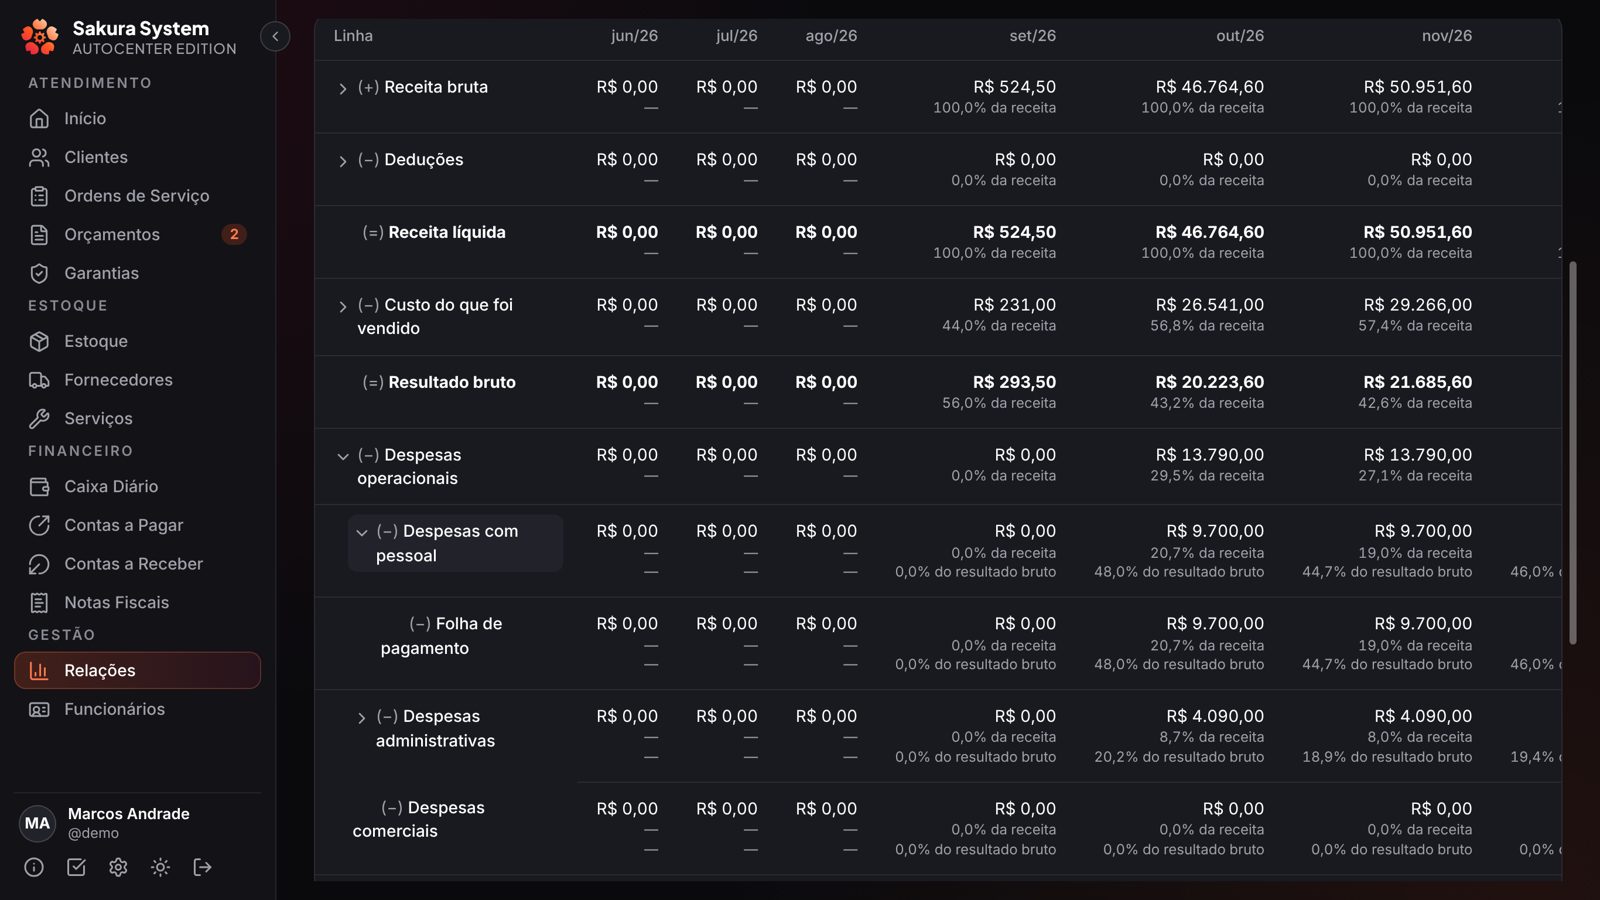 Sakura System
AUTOCENTER EDITION
ATENDIMENTO
Início
Clientes
Ordens de Serviço
Orçamentos 2
Garantias
ESTOQUE
Estoque
Fornecedores
Serviços
FINANCEIRO
Caixa Diário
Contas a Pagar
Contas a Receber
Notas Fiscais
GESTÃO
Relações
Funcionários
MA
Marcos Andrade
@demo
Linha jun/26 jul/26 ago/26 set/26 out/26 nov/26
(+) Receita bruta R$ 0,00 R$ 0,00 R$ 0,00 R$ 524,50 R$ 46.764,60 R$ 50.951,60
— — — 100,0% da receita 100,0% da receita 100,0% da receita
(−) Deduções R$ 0,00 R$ 0,00 R$ 0,00 R$ 0,00 R$ 0,00 R$ 0,00
— — — 0,0% da receita 0,0% da receita 0,0% da receita
(=) Receita líquida R$ 0,00 R$ 0,00 R$ 0,00 R$ 524,50 R$ 46.764,60 R$ 50.951,60
— — — 100,0% da receita 100,0% da receita 100,0% da receita
(−) Custo do que foi R$ 0,00 R$ 0,00 R$ 0,00 R$ 231,00 R$ 26.541,00 R$ 29.266,00
vendido — — — 44,0% da receita 56,8% da receita 57,4% da receita
(=) Resultado bruto R$ 0,00 R$ 0,00 R$ 0,00 R$ 293,50 R$ 20.223,60 R$ 21.685,60
— — — 56,0% da receita 43,2% da receita 42,6% da receita
(−) Despesas R$ 0,00 R$ 0,00 R$ 0,00 R$ 0,00 R$ 13.790,00 R$ 13.790,00
operacionais — — — 0,0% da receita 29,5% da receita 27,1% da receita
(−) Despesas com R$ 0,00 R$ 0,00 R$ 0,00 R$ 0,00 R$ 9.700,00 R$ 9.700,00
pessoal — — — 0,0% da receita 20,7% da receita 19,0% da receita
— — — 0,0% do resultado bruto 48,0% do resultado bruto 44,7% do resultado bruto 46,0%
(−) Folha de R$ 0,00 R$ 0,00 R$ 0,00 R$ 0,00 R$ 9.700,00 R$ 9.700,00
pagamento — — — 0,0% da receita 20,7% da receita 19,0% da receita
— — — 0,0% do resultado bruto 48,0% do resultado bruto 44,7% do resultado bruto 46,0%
(−) Despesas R$ 0,00 R$ 0,00 R$ 0,00 R$ 0,00 R$ 4.090,00 R$ 4.090,00
administrativas — — — 0,0% da receita 8,7% da receita 8,0% da receita
— — — 0,0% do resultado bruto 20,2% do resultado bruto 18,9% do resultado bruto 19,4%
(−) Despesas R$ 0,00 R$ 0,00 R$ 0,00 R$ 0,00 R$ 0,00 R$ 0,00
comerciais — — — 0,0% da receita 0,0% da receita 0,0% da receita
— — — 0,0% do resultado bruto 0,0% do resultado bruto 0,0% do resultado bruto 0,0%